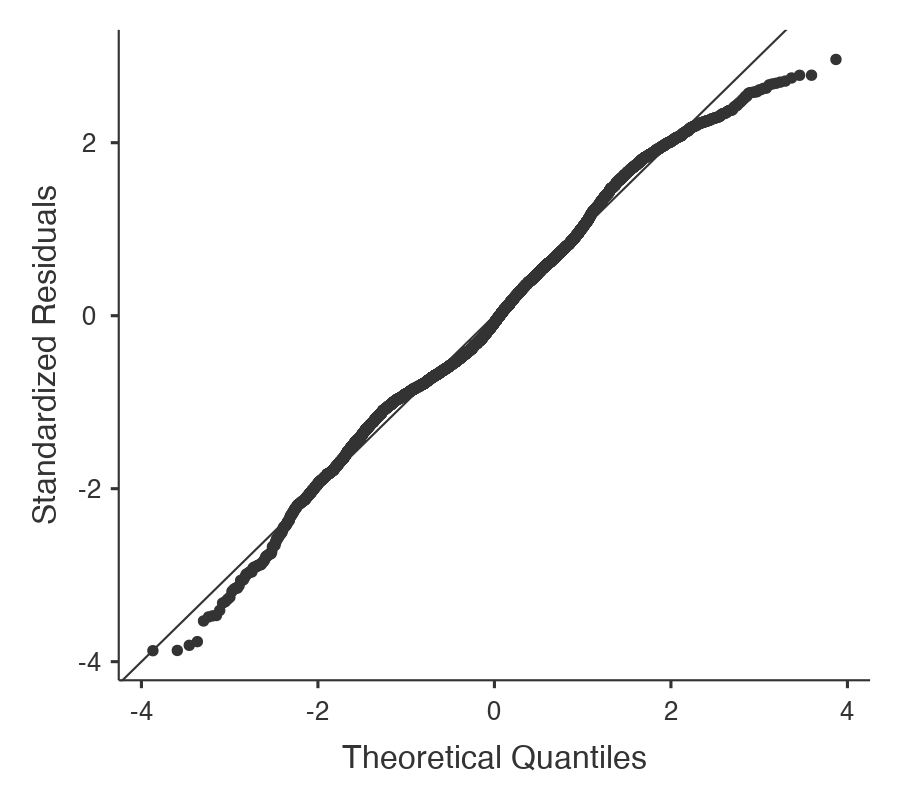 Standardized Residuals
2
0
-2
-4
-4 -2 0 2 4
Theoretical Quantiles